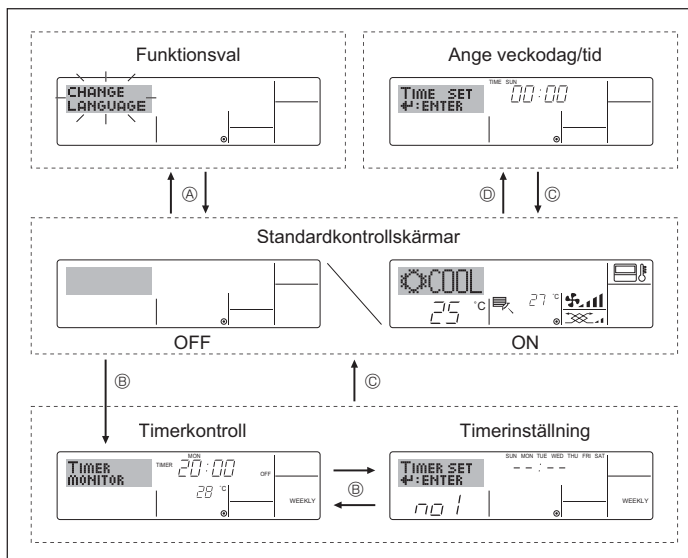 Funktionsval
CHANGE
LANGUAGE
Ange veckodag/tid
TIME SUN
TIME SET 00:00
↵:ENTER
Ⓐ
Ⓓ Ⓒ
Standardkontrollskärmar
COOL
25 °C 27 °C
OFF
ON
Ⓑ
Ⓒ
Timerkontroll
MON
TIMER 20:00 OFF
TIMER
MONITOR
28 °C
WEEKLY
Ⓑ
Timerinställning
SUN MON TUE WED THU FRI SAT
TIMER SET --:--
↵:ENTER
no 1
WEEKLY